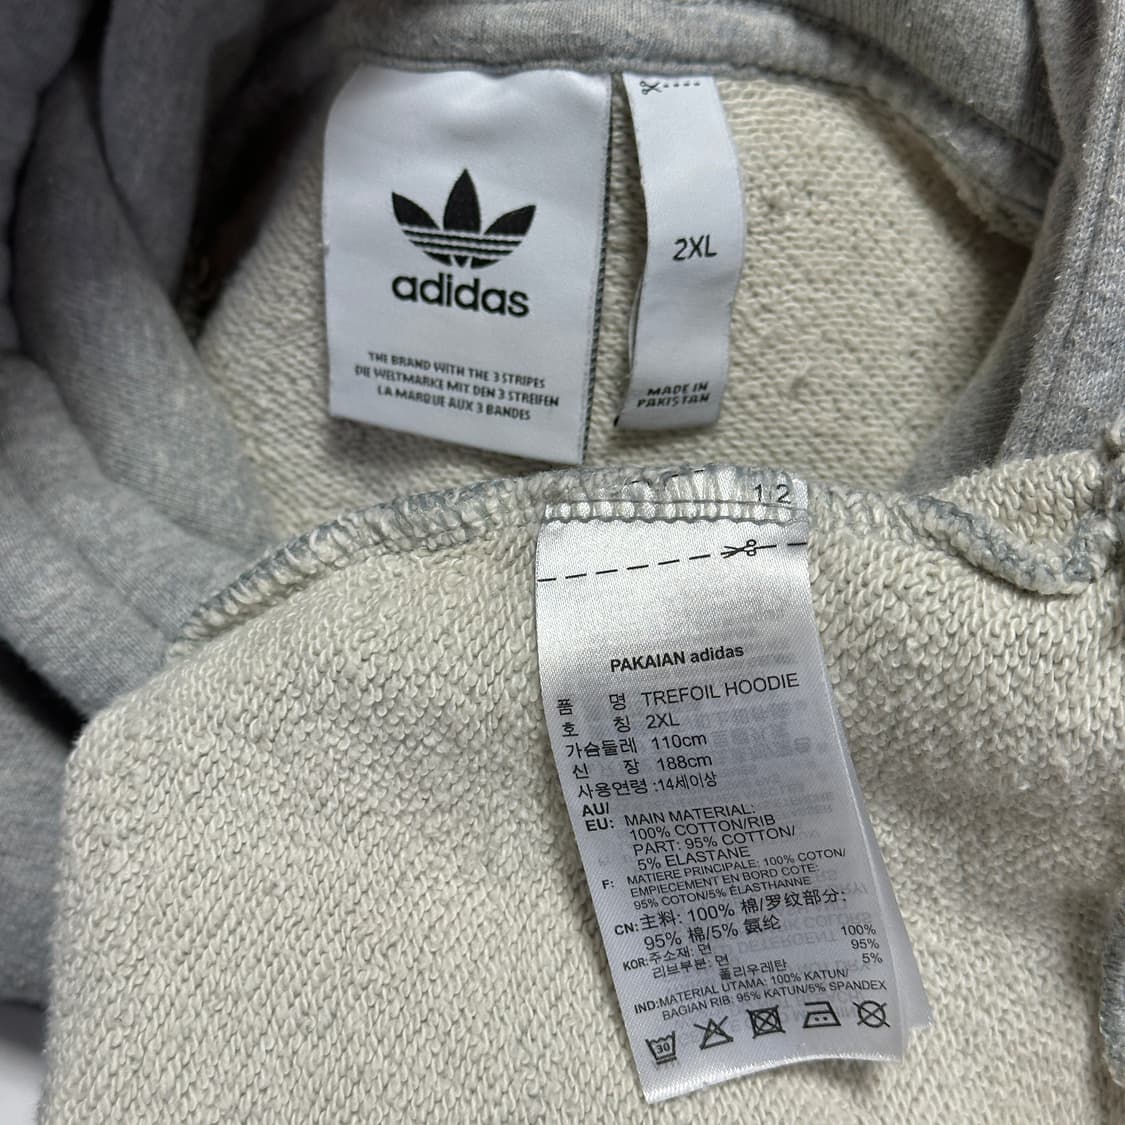 adidas
THE BRAND WITH THE 3 STRIPES
DIE WELTMARKE MIT DEN 3 STREIFEN
LA MARQUE AUX 3 BANDES
2XL
MADE IN
PAKISTAN
12
PAKAIAN adidas
품 명 TREFOIL HOODIE
호 칭 2XL
가슴둘레 110cm
신 장 188cm
사용연령 :14세이상
AU/
EU: MAIN MATERIAL:
100% COTTON/RIB
PART: 95% COTTON/
5% ELASTANE
F: MATIERE PRINCIPALE: 100% COTON/
EMPIECEMENT EN BORD COTE:
95% COTON/5% ÉLASTHANNE
CN: 主料: 100% 棉/罗纹部分:
95% 棉/5% 氨纶
KOR: 주소재: 면 100%
리브부분: 면 95%
폴리우레탄 5%
IND: MATERIAL UTAMA: 100% KATUN/
BAGIAN RIB: 95% KATUN/5% SPANDEX
30